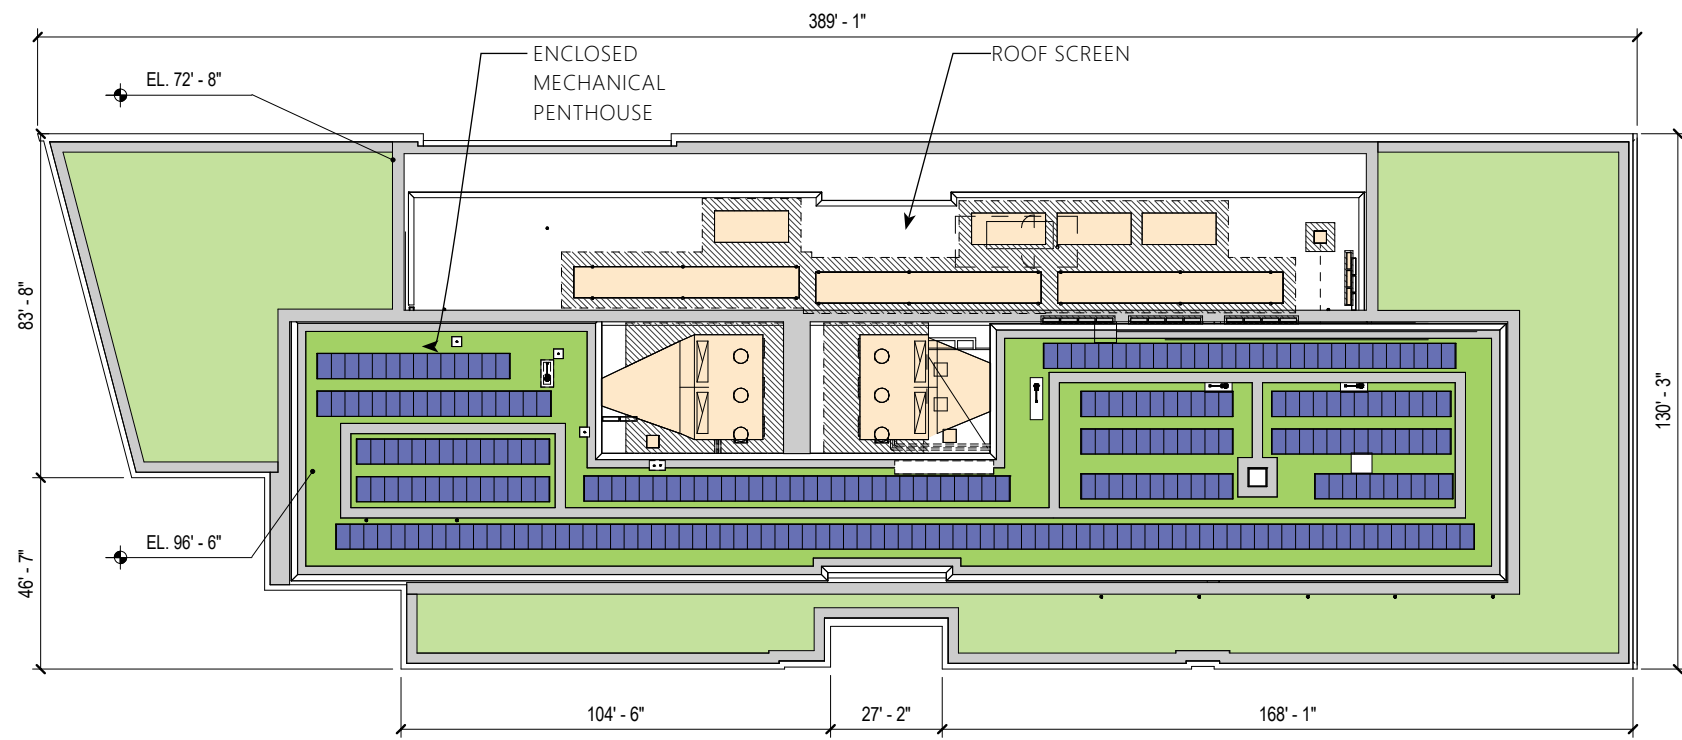 389' - 1"
ENCLOSED
MECHANICAL
PENTHOUSE
ROOF SCREEN
EL. 72' - 8"
83' - 8"
130' - 3"
EL. 96' - 6"
46' - 7"
104' - 6"
27' - 2"
168' - 1"